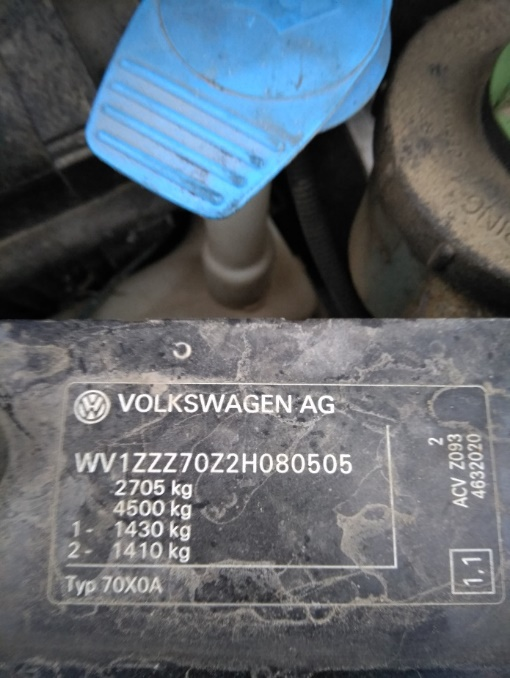 VOLKSWAGEN AG
WV1ZZZ70Z2H080505
2705 kg
4500 kg
1- 1430 kg
2- 1410 kg
Typ 70X0A
2
ACV Z093
4632020
1.1